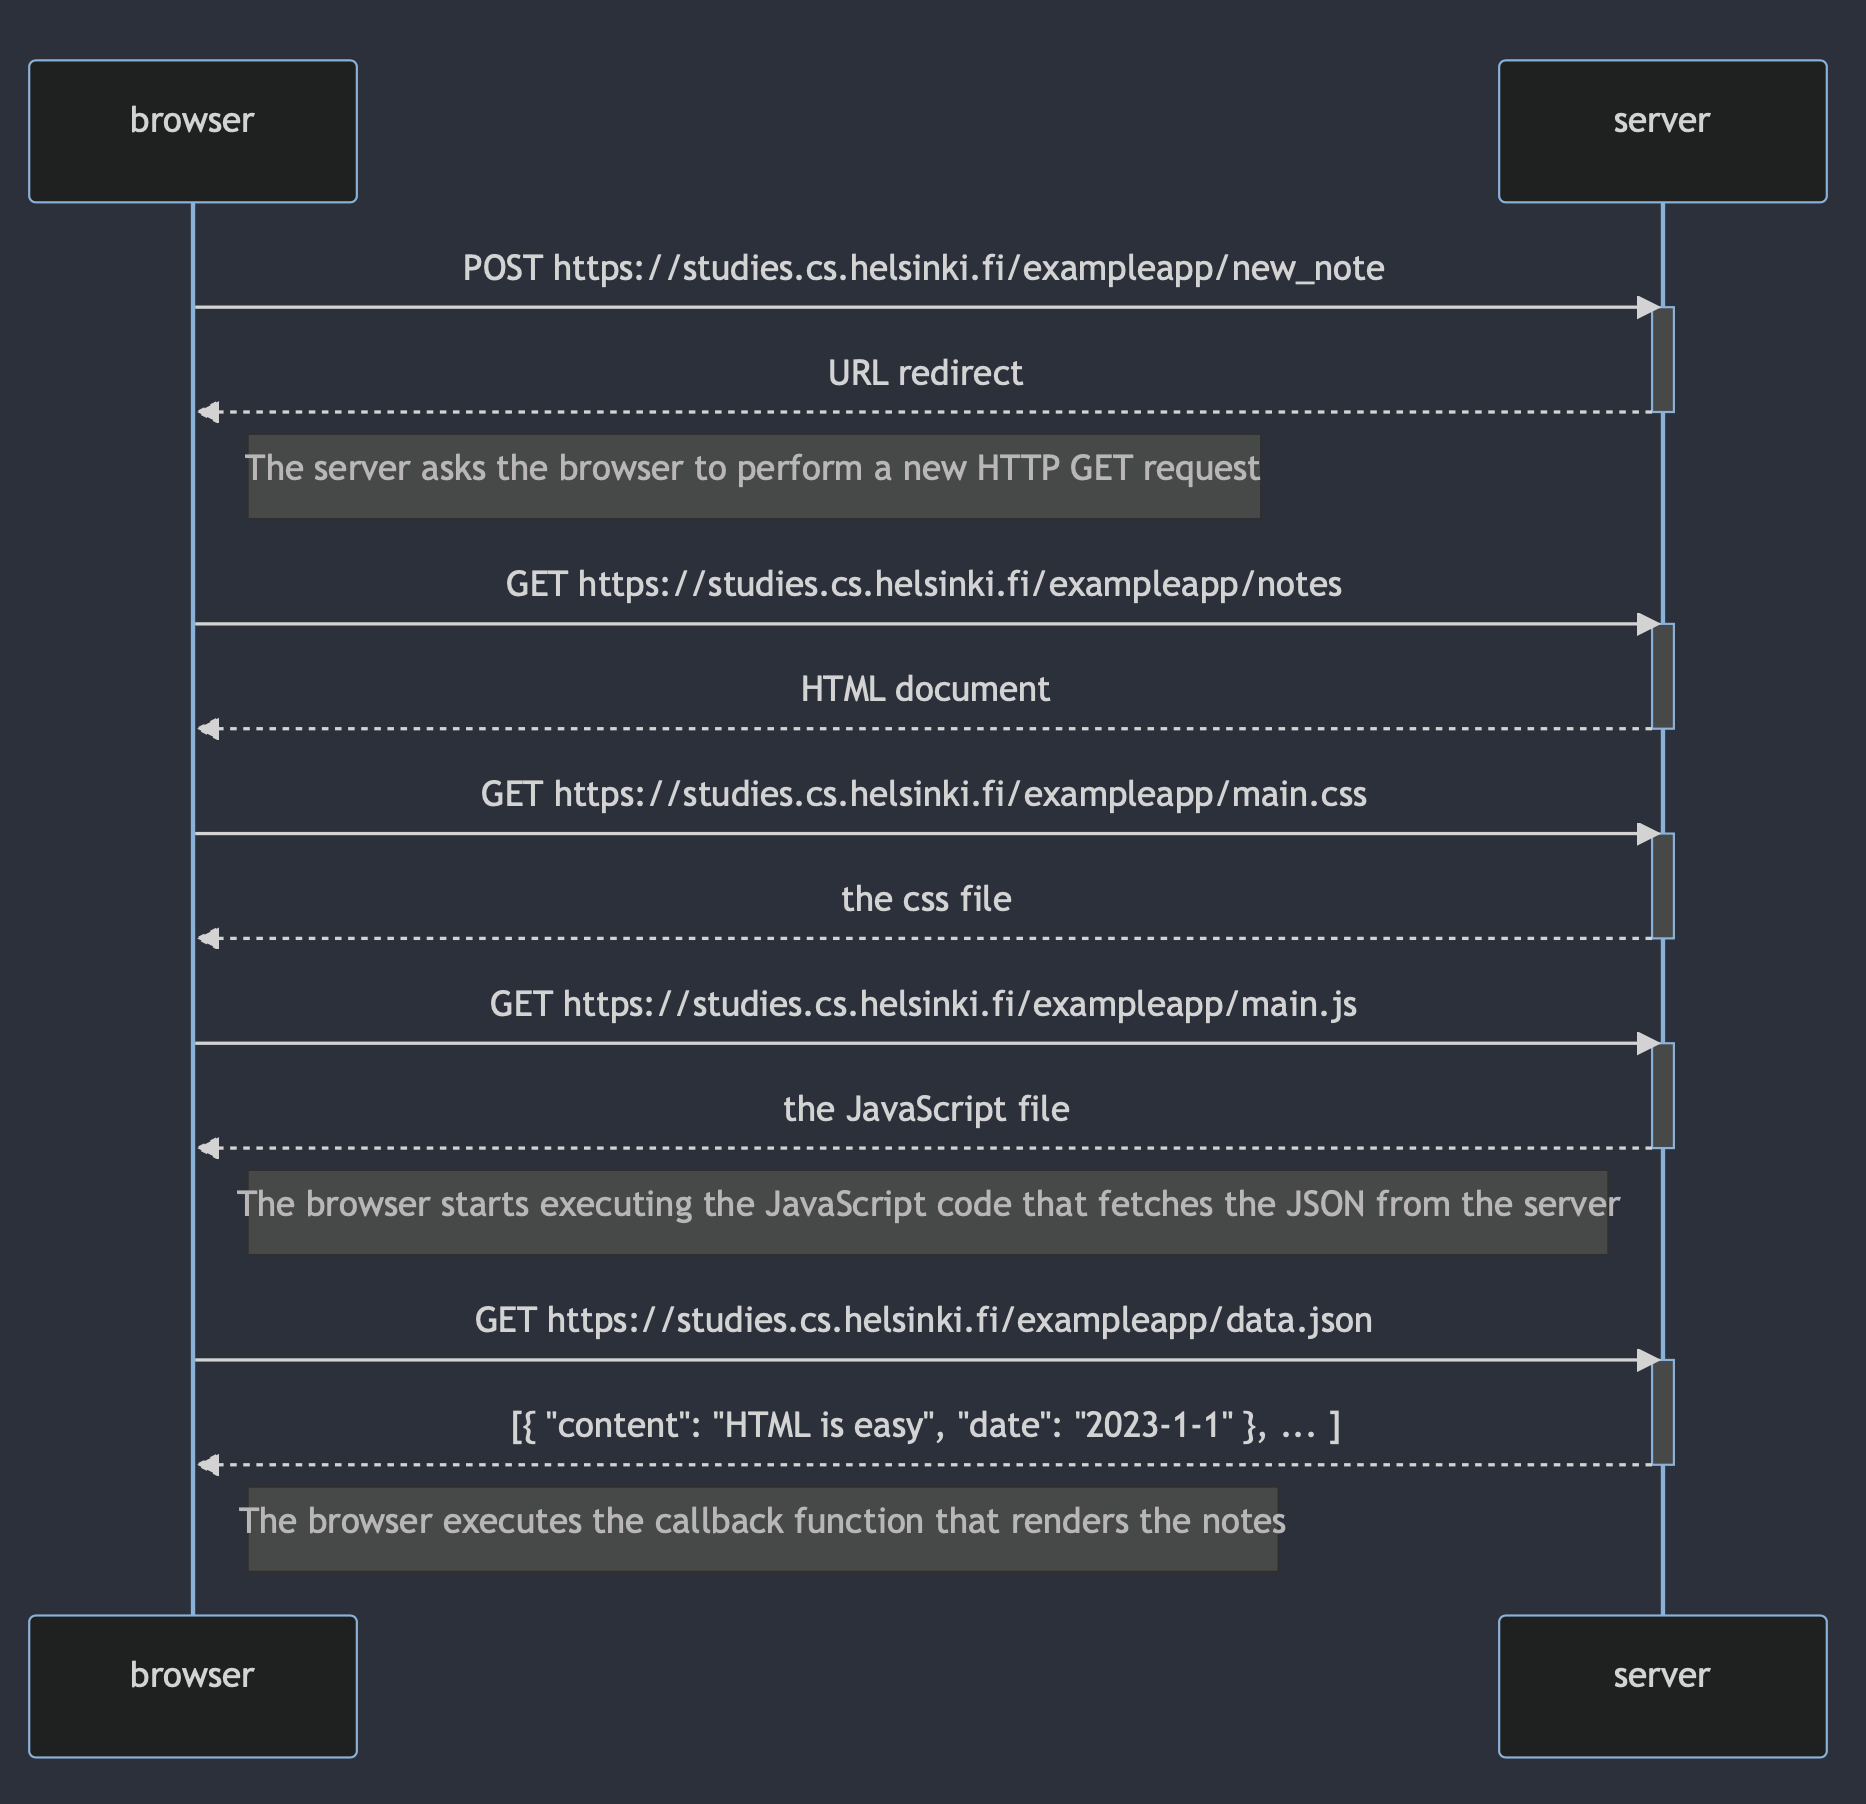 browser
server
POST https://studies.cs.helsinki.fi/exampleapp/new_note
URL redirect
The server asks the browser to perform a new HTTP GET request
GET https://studies.cs.helsinki.fi/exampleapp/notes
HTML document
GET https://studies.cs.helsinki.fi/exampleapp/main.css
the css file
GET https://studies.cs.helsinki.fi/exampleapp/main.js
the JavaScript file
The browser starts executing the JavaScript code that fetches the JSON from the server
GET https://studies.cs.helsinki.fi/exampleapp/data.json
[{ "content": "HTML is easy", "date": "2023-1-1" }, ... ]
The browser executes the callback function that renders the notes
browser
server